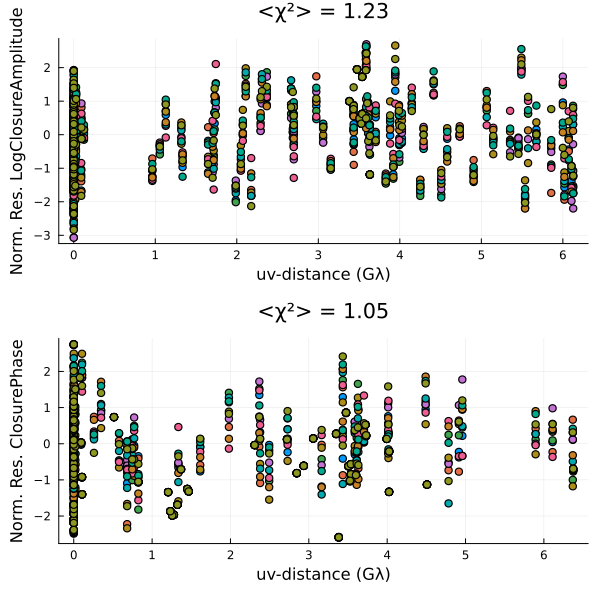 <χ²> = 1.23
Norm. Res. LogClosureAmplitude
2
1
0
−1
−2
−3
0 1 2 3 4 5 6
uv-distance (Gλ)
<χ²> = 1.05
Norm. Res. ClosurePhase
2
1
0
−1
−2
0 1 2 3 4 5 6
uv-distance (Gλ)